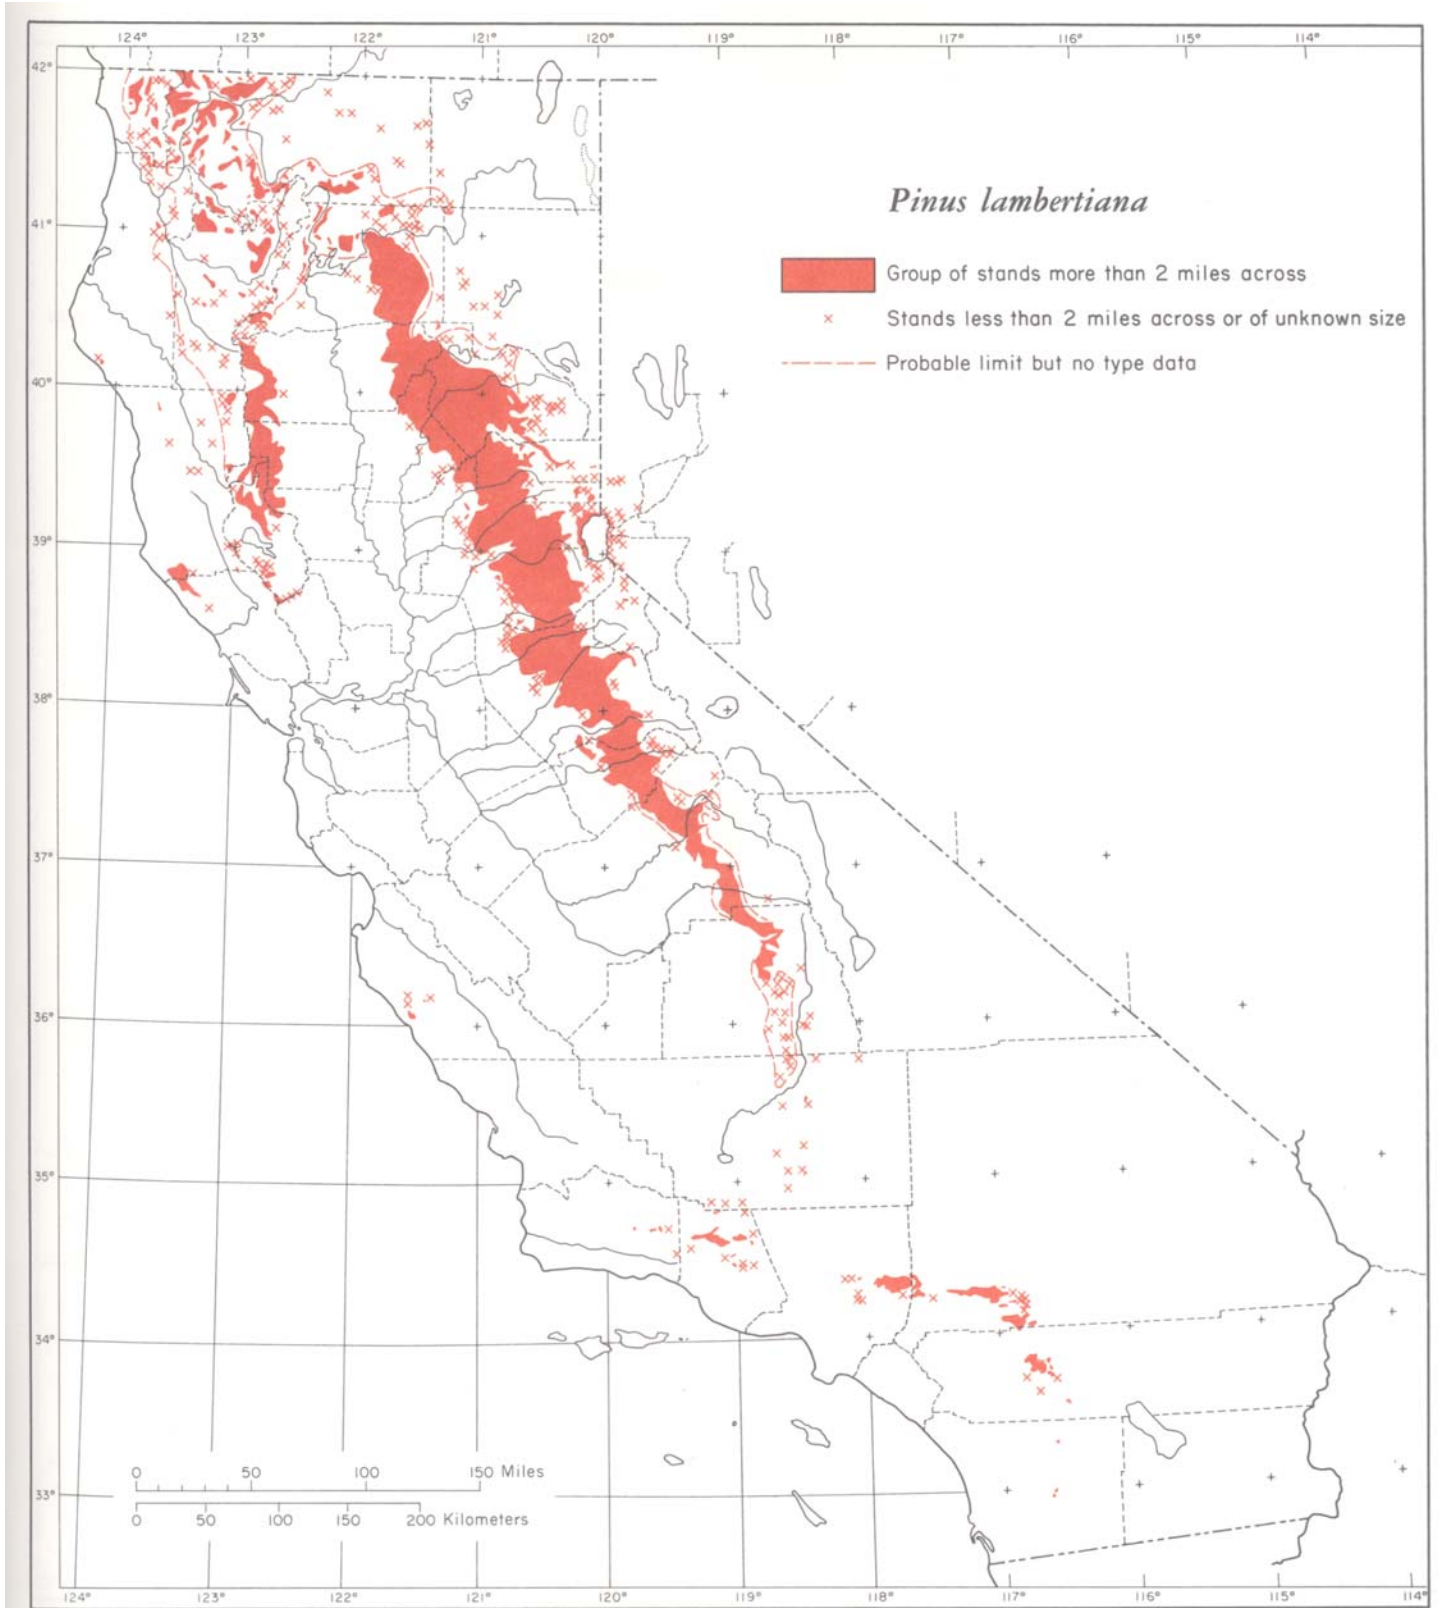 124° 123° 122° 121° 120° 119° 118° 117° 116° 115° 114°
42°
Pinus lambertiana
41°
Group of stands more than 2 miles across
Stands less than 2 miles across or of unknown size
Probable limit but no type data
40°
39°
38°
37°
36°
35°
34°
0 50 100 150 Miles
33°
0 50 100 150 200 Kilometers
124° 123° 122° 121° 120° 119° 118° 117° 116° 115° 114°